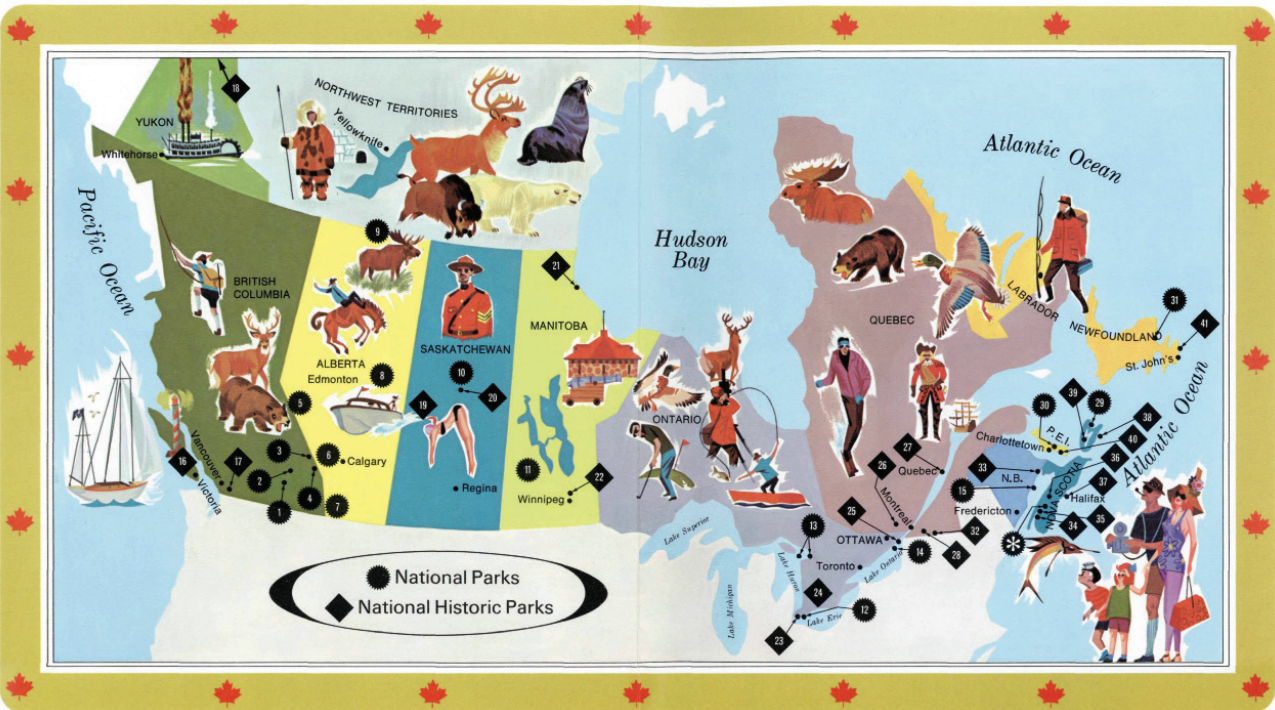 18
YUKON
Whitehorse
NORTHWEST TERRITORIES
Yellowknife
Pacific Ocean
Atlantic Ocean
Hudson
Bay
BRITISH
COLUMBIA
9
21
ALBERTA
Edmonton
8
SASKATCHEWAN
10
MANITOBA
QUEBEC
LABRADOR
NEWFOUNDLAND
31
41
St. John's
5
19
20
ONTARIO
Vancouver
Victoria
16
17
3
2
1
6
4
7
Calgary
Regina
11
Winnipeg
22
27
26
Quebec
Montreal
25
OTTAWA
14
28
32
Toronto
13
24
12
23
Lake Superior
Lake Michigan
Lake Huron
Lake Ontario
Lake Erie
30
39
29
38
P.E.I.
Charlottetown
40
36
33
N.B.
15
NOVA SCOTIA
37
Halifax
Fredericton
34
35
*
Atlantic Ocean
National Parks
National Historic Parks